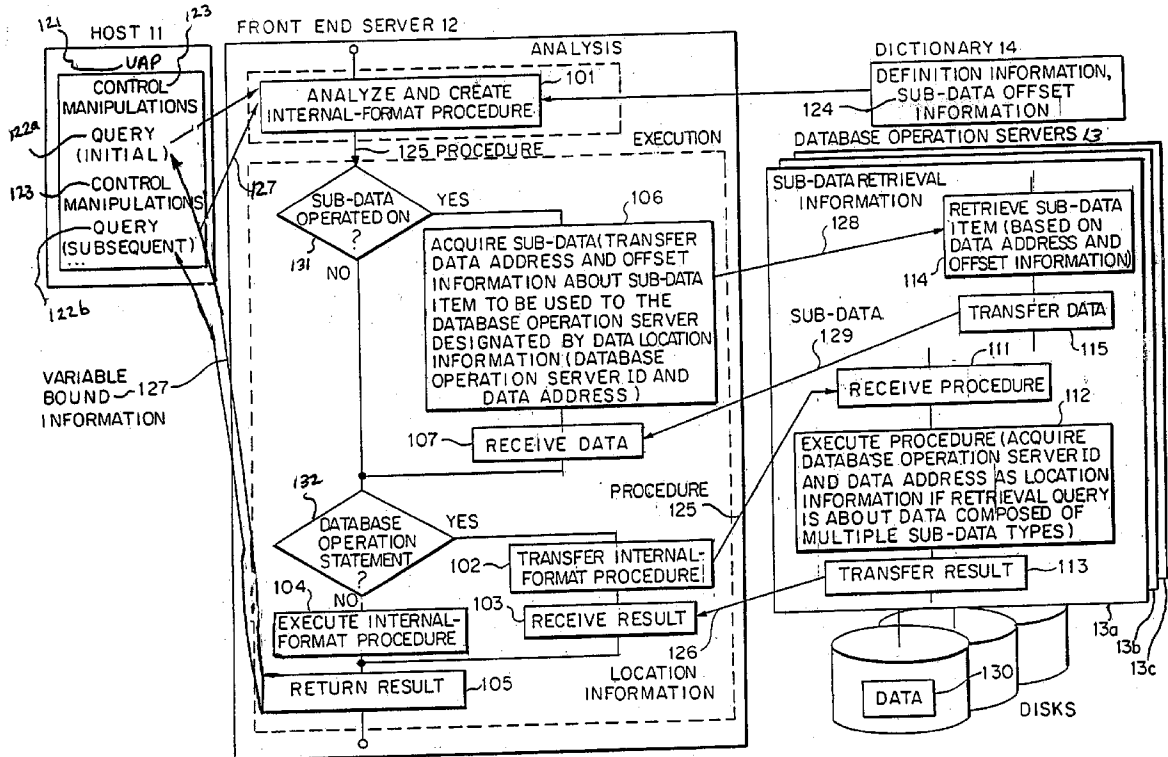 HOST 11
121
123
UAP
CONTROL
MANIPULATIONS
122a
QUERY
(INITIAL)
123
CONTROL
MANIPULATIONS
QUERY
(SUBSEQUENT)
...
122b
VARIABLE
BOUND 127
INFORMATION
FRONT END SERVER 12
ANALYSIS
101
ANALYZE AND CREATE
INTERNAL-FORMAT PROCEDURE
125 PROCEDURE
EXECUTION
127
SUB-DATA
OPERATED ON
?
131
YES
NO
106
ACQUIRE SUB-DATA (TRANSFER
DATA ADDRESS AND OFFSET
INFORMATION ABOUT SUB-DATA
ITEM TO BE USED TO THE
DATABASE OPERATION SERVER
DESIGNATED BY DATA LOCATION
INFORMATION (DATABASE
OPERATION SERVER ID AND
DATA ADDRESS)
107
RECEIVE DATA
132
DATABASE
OPERATION
STATEMENT
?
YES
NO
102
TRANSFER INTERNAL-
FORMAT PROCEDURE
104
EXECUTE INTERNAL-
FORMAT PROCEDURE
103
RECEIVE RESULT
RETURN RESULT
105
LOCATION
INFORMATION
126
PROCEDURE
125
DICTIONARY 14
DEFINITION INFORMATION,
SUB-DATA OFFSET
INFORMATION
124
DATABASE OPERATION SERVERS 13
SUB-DATA RETRIEVAL
INFORMATION
128
RETRIEVE SUB-DATA
ITEM (BASED ON
DATA ADDRESS AND
OFFSET INFORMATION)
114
SUB-DATA
129
TRANSFER DATA
115
111
RECEIVE PROCEDURE
112
EXECUTE PROCEDURE (ACQUIRE
DATABASE OPERATION SERVER ID
AND DATA ADDRESS AS LOCATION
INFORMATION IF RETRIEVAL QUERY
IS ABOUT DATA COMPOSED OF
MULTIPLE SUB-DATA TYPES)
TRANSFER RESULT
113
13a
13b
13c
DATA
130
DISKS